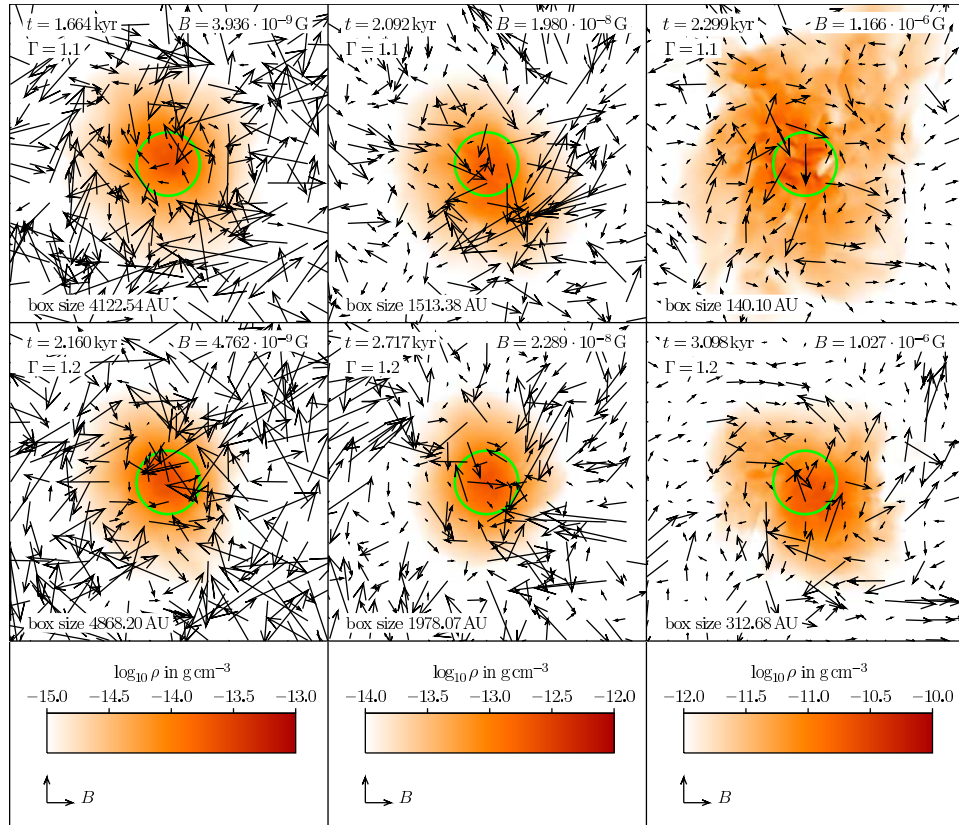 t = 1.664 kyr B = 3.936 · 10⁻⁹ G
Γ = 1.1
box size 4122.54 AU
t = 2.092 kyr B = 1.980 · 10⁻⁸ G
Γ = 1.1
box size 1513.38 AU
t = 2.299 kyr B = 1.166 · 10⁻⁶ G
Γ = 1.1
box size 140.10 AU
t = 2.160 kyr B = 4.762 · 10⁻⁹ G
Γ = 1.2
box size 4868.20 AU
t = 2.717 kyr B = 2.289 · 10⁻⁸ G
Γ = 1.2
box size 1978.07 AU
t = 3.098 kyr B = 1.027 · 10⁻⁶ G
Γ = 1.2
box size 312.68 AU
log₁₀ ρ in g cm⁻³
−15.0 −14.5 −14.0 −13.5 −13.0
B
log₁₀ ρ in g cm⁻³
−14.0 −13.5 −13.0 −12.5 −12.0
B
log₁₀ ρ in g cm⁻³
−12.0 −11.5 −11.0 −10.5 −10.0
B